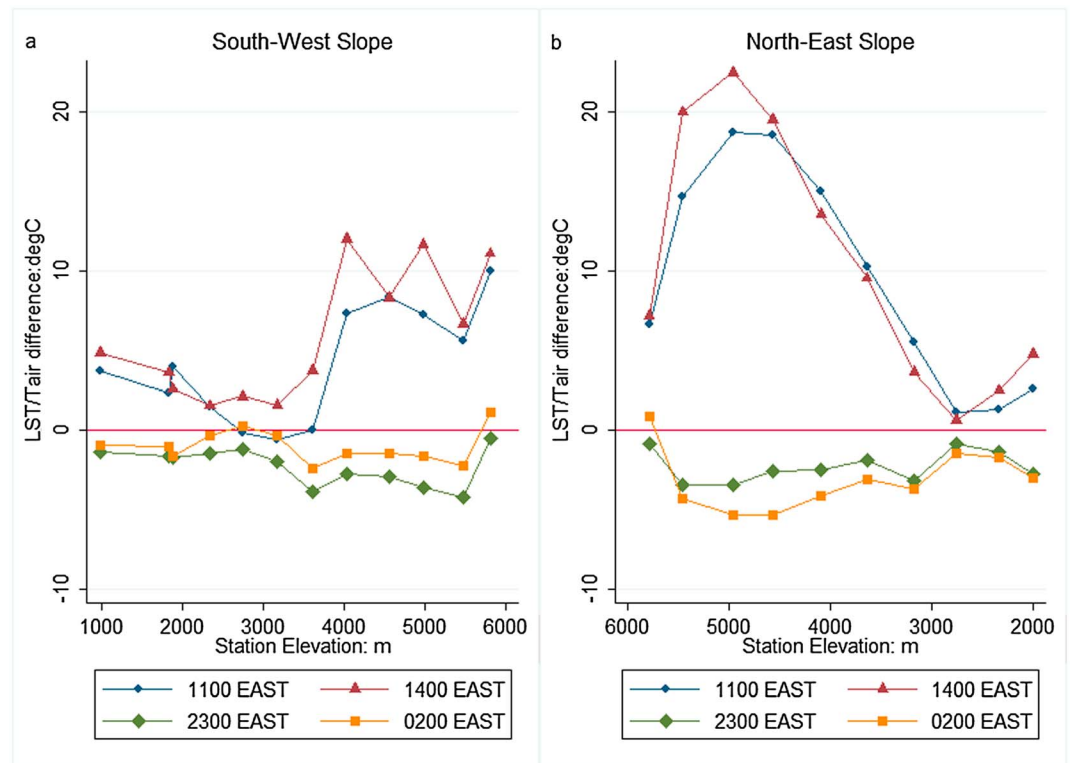 a
South-West Slope
LST/Tair difference:degC
20
10
0
-10
1000 2000 3000 4000 5000 6000
Station Elevation: m
1100 EAST 1400 EAST
2300 EAST 0200 EAST
b
North-East Slope
LST/Tair difference:degC
20
10
0
-10
6000 5000 4000 3000 2000
Station Elevation: m
1100 EAST 1400 EAST
2300 EAST 0200 EAST